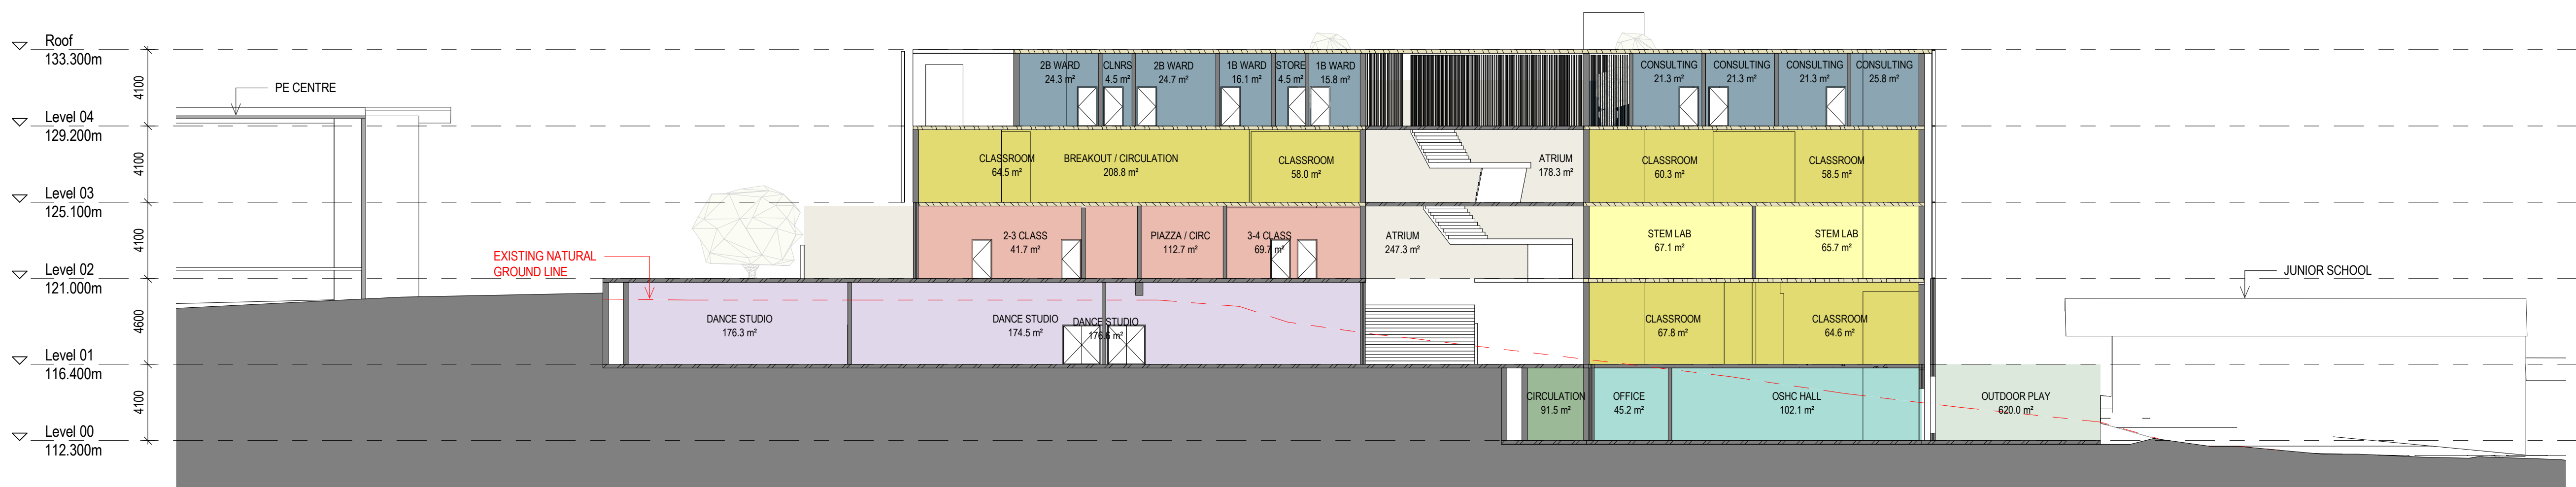 Roof
133.300m
4100
PE CENTRE
2B WARD
24.3 m²
CLNRS
4.5 m²
2B WARD
24.7 m²
1B WARD
16.1 m²
STORE
4.5 m²
1B WARD
15.8 m²
CONSULTING
21.3 m²
CONSULTING
21.3 m²
CONSULTING
21.3 m²
CONSULTING
25.8 m²
Level 04
129.200m
4100
CLASSROOM
64.5 m²
BREAKOUT / CIRCULATION
208.8 m²
CLASSROOM
58.0 m²
ATRIUM
178.3 m²
CLASSROOM
60.3 m²
CLASSROOM
58.5 m²
Level 03
125.100m
4100
2-3 CLASS
41.7 m²
PIAZZA / CIRC
112.7 m²
3-4 CLASS
69.7 m²
ATRIUM
247.3 m²
STEM LAB
67.1 m²
STEM LAB
65.7 m²
EXISTING NATURAL
GROUND LINE
Level 02
121.000m
JUNIOR SCHOOL
4600
DANCE STUDIO
176.3 m²
DANCE STUDIO
174.5 m²
DANCE STUDIO
176.6 m²
CLASSROOM
67.8 m²
CLASSROOM
64.6 m²
Level 01
116.400m
4100
CIRCULATION
91.5 m²
OFFICE
45.2 m²
OSHC HALL
102.1 m²
OUTDOOR PLAY
620.0 m²
Level 00
112.300m